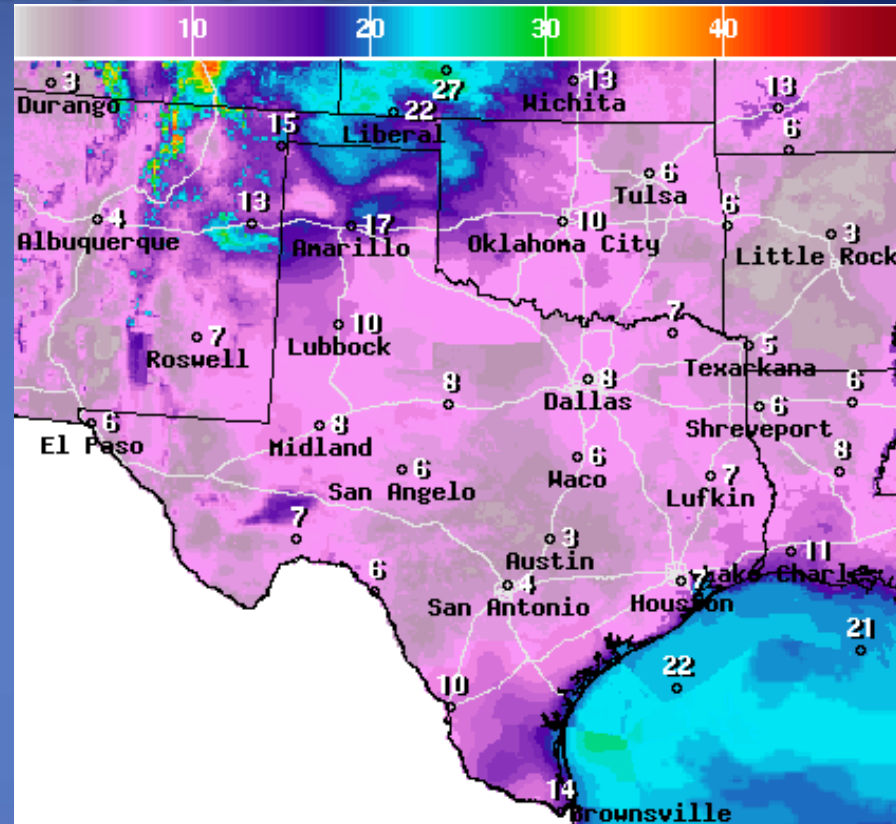 10 20 30 40
3 27 13 13
Durango Wichita
22
15 Liberal 6
6
Tulsa
4 13 17 10 6 3
Albuquerque Amarillo Oklahoma City Little Rock
7 10 7
Roswell Lubbock 5
Texarkana
8 8 6
Dallas
6 8 6
El Paso Midland Shreveport
6 6 7 8
San Angelo Waco Lufkin
7 3 11
Austin
6 4 7 Lake Charles
San Antonio Houston
21
22
10
14
Brownsville